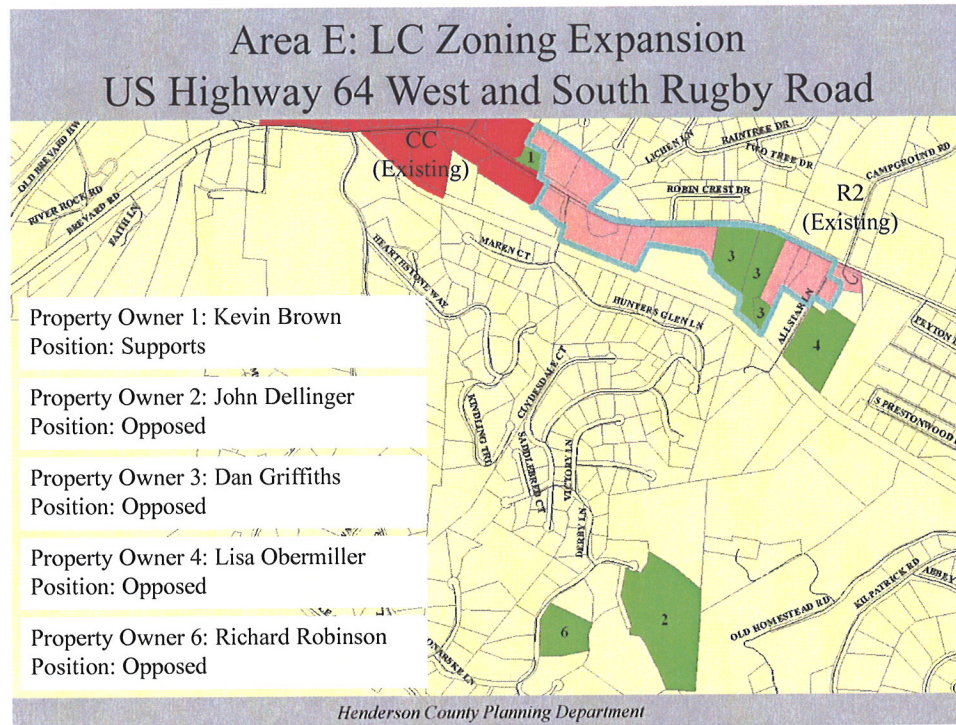 Area E: LC Zoning Expansion
US Highway 64 West and South Rugby Road
CC
(Existing)
1
LICHEN LN
RAINTREE DR
TWO TREE DR
CAMPGROUND RD
OLD BREVARD
RIVER ROCK RD
BREVARD RD
FAITH LN
ROBIN CREST DR
R2
(Existing)
HEARTHSTONE WAY
MAREN CT
3
3
3
HUNTERS GLEN LN
ALLSTAR LN
4
PEYTON
S PRESTONWOOD
Property Owner 1: Kevin Brown
Position: Supports
Property Owner 2: John Dellinger
Position: Opposed
Property Owner 3: Dan Griffiths
Position: Opposed
Property Owner 4: Lisa Obermiller
Position: Opposed
Property Owner 6: Richard Robinson
Position: Opposed
CLYDESDALE CT
KINDLING TRL
SADDLEBRED CT
VICTORY LN
DERBY LN
2
6
OLD HOMESTEAD RD
KILPATRICK RD
ABBEY
ONARSKE LN
Henderson County Planning Department